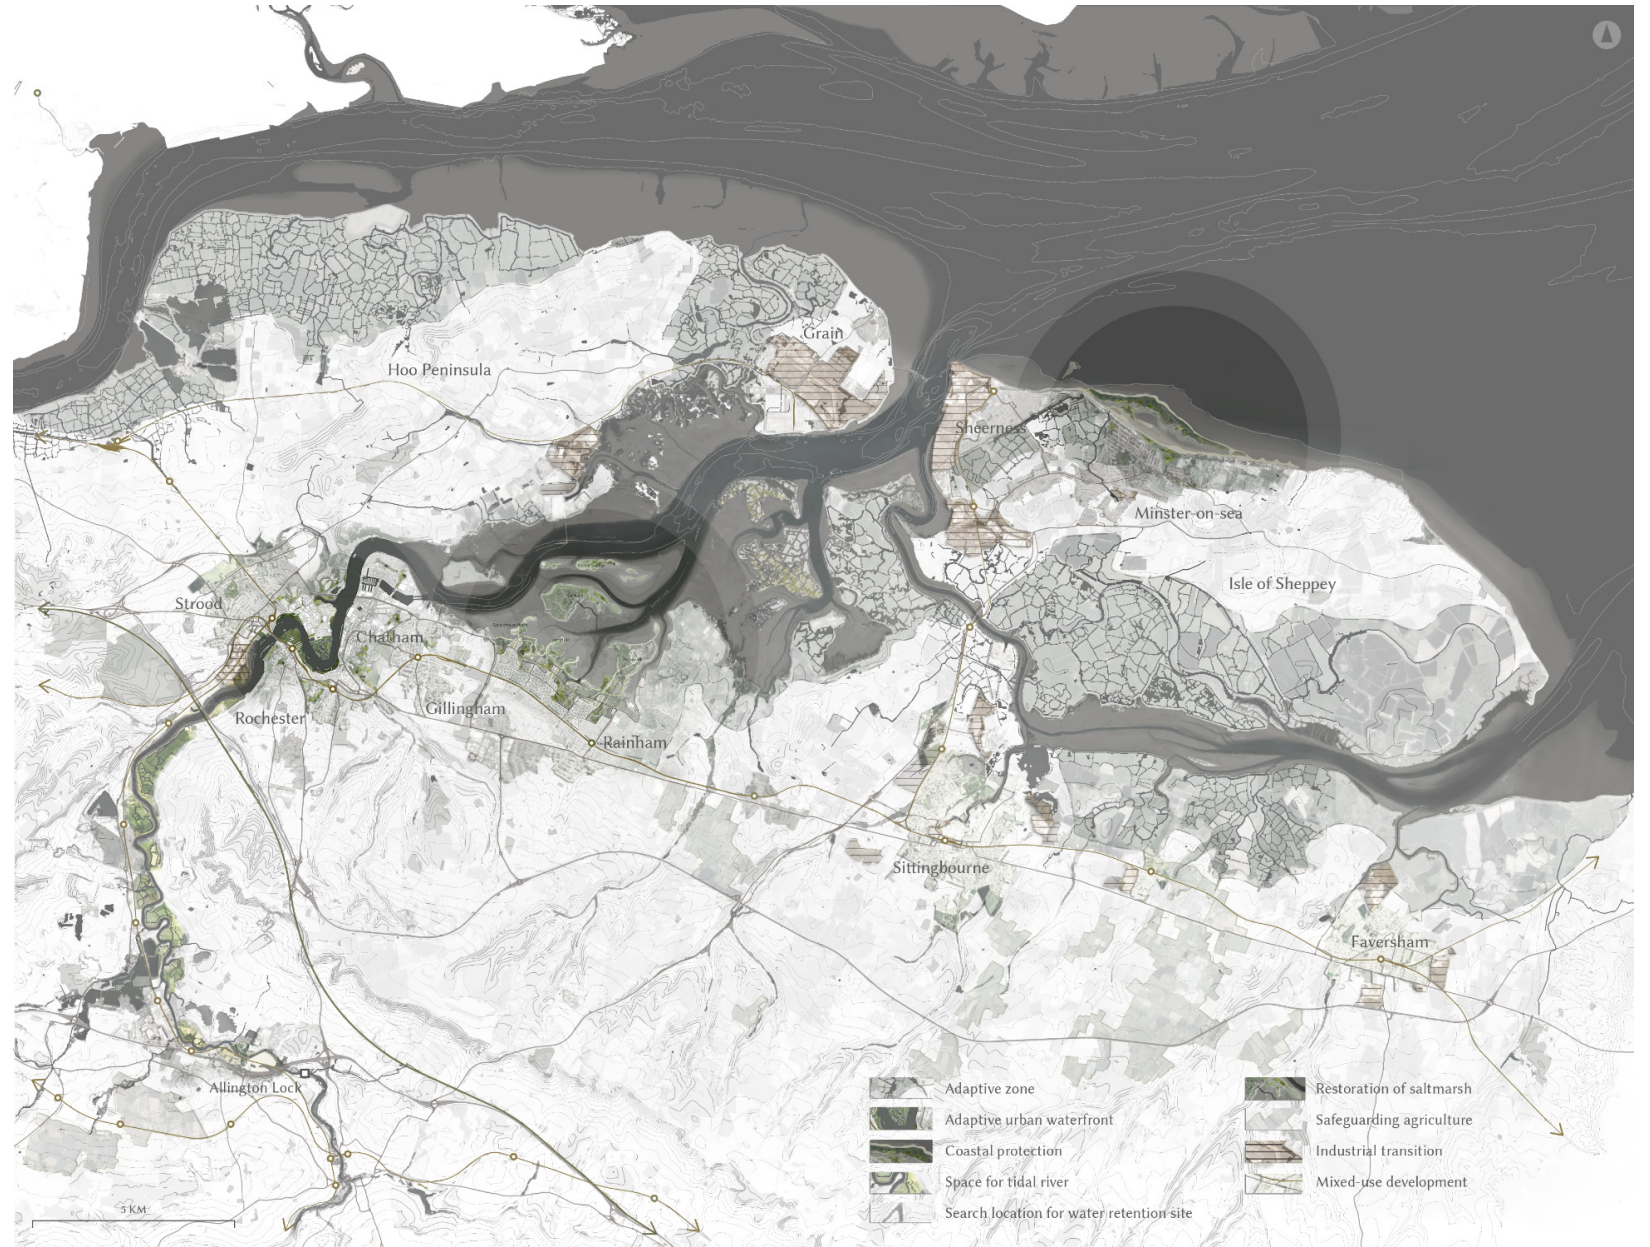 Grain
Hoo Peninsula
Sheerness
Minster-on-sea
Isle of Sheppey
Strood
Chatham
Rochester
Gillingham
Rainham
Sittingbourne
Faversham
Allington Lock
Adaptive zone
Adaptive urban waterfront
Coastal protection
Space for tidal river
Search location for water retention site
Restoration of saltmarsh
Safeguarding agriculture
Industrial transition
Mixed-use development
5 KM